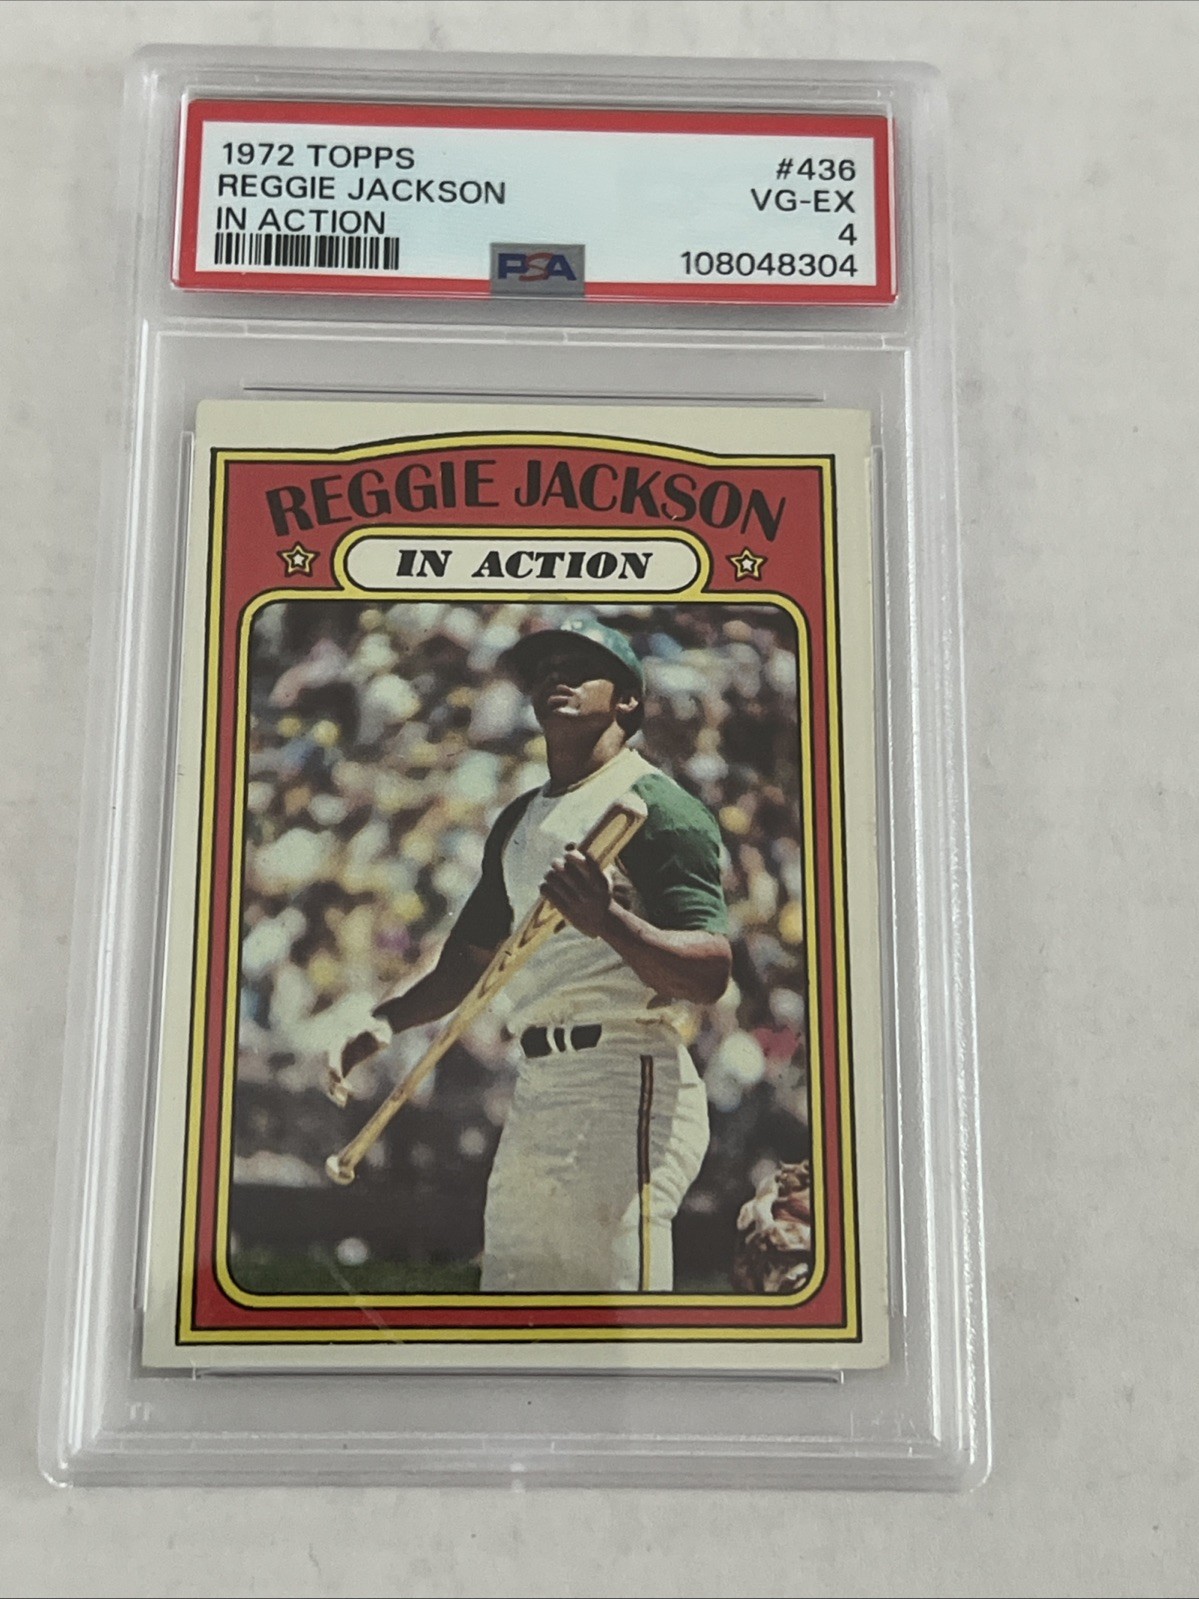 1972 TOPPS
#436
REGGIE JACKSON
VG-EX
IN ACTION
4
PSA
108048304
REGGIE JACKSON
IN ACTION